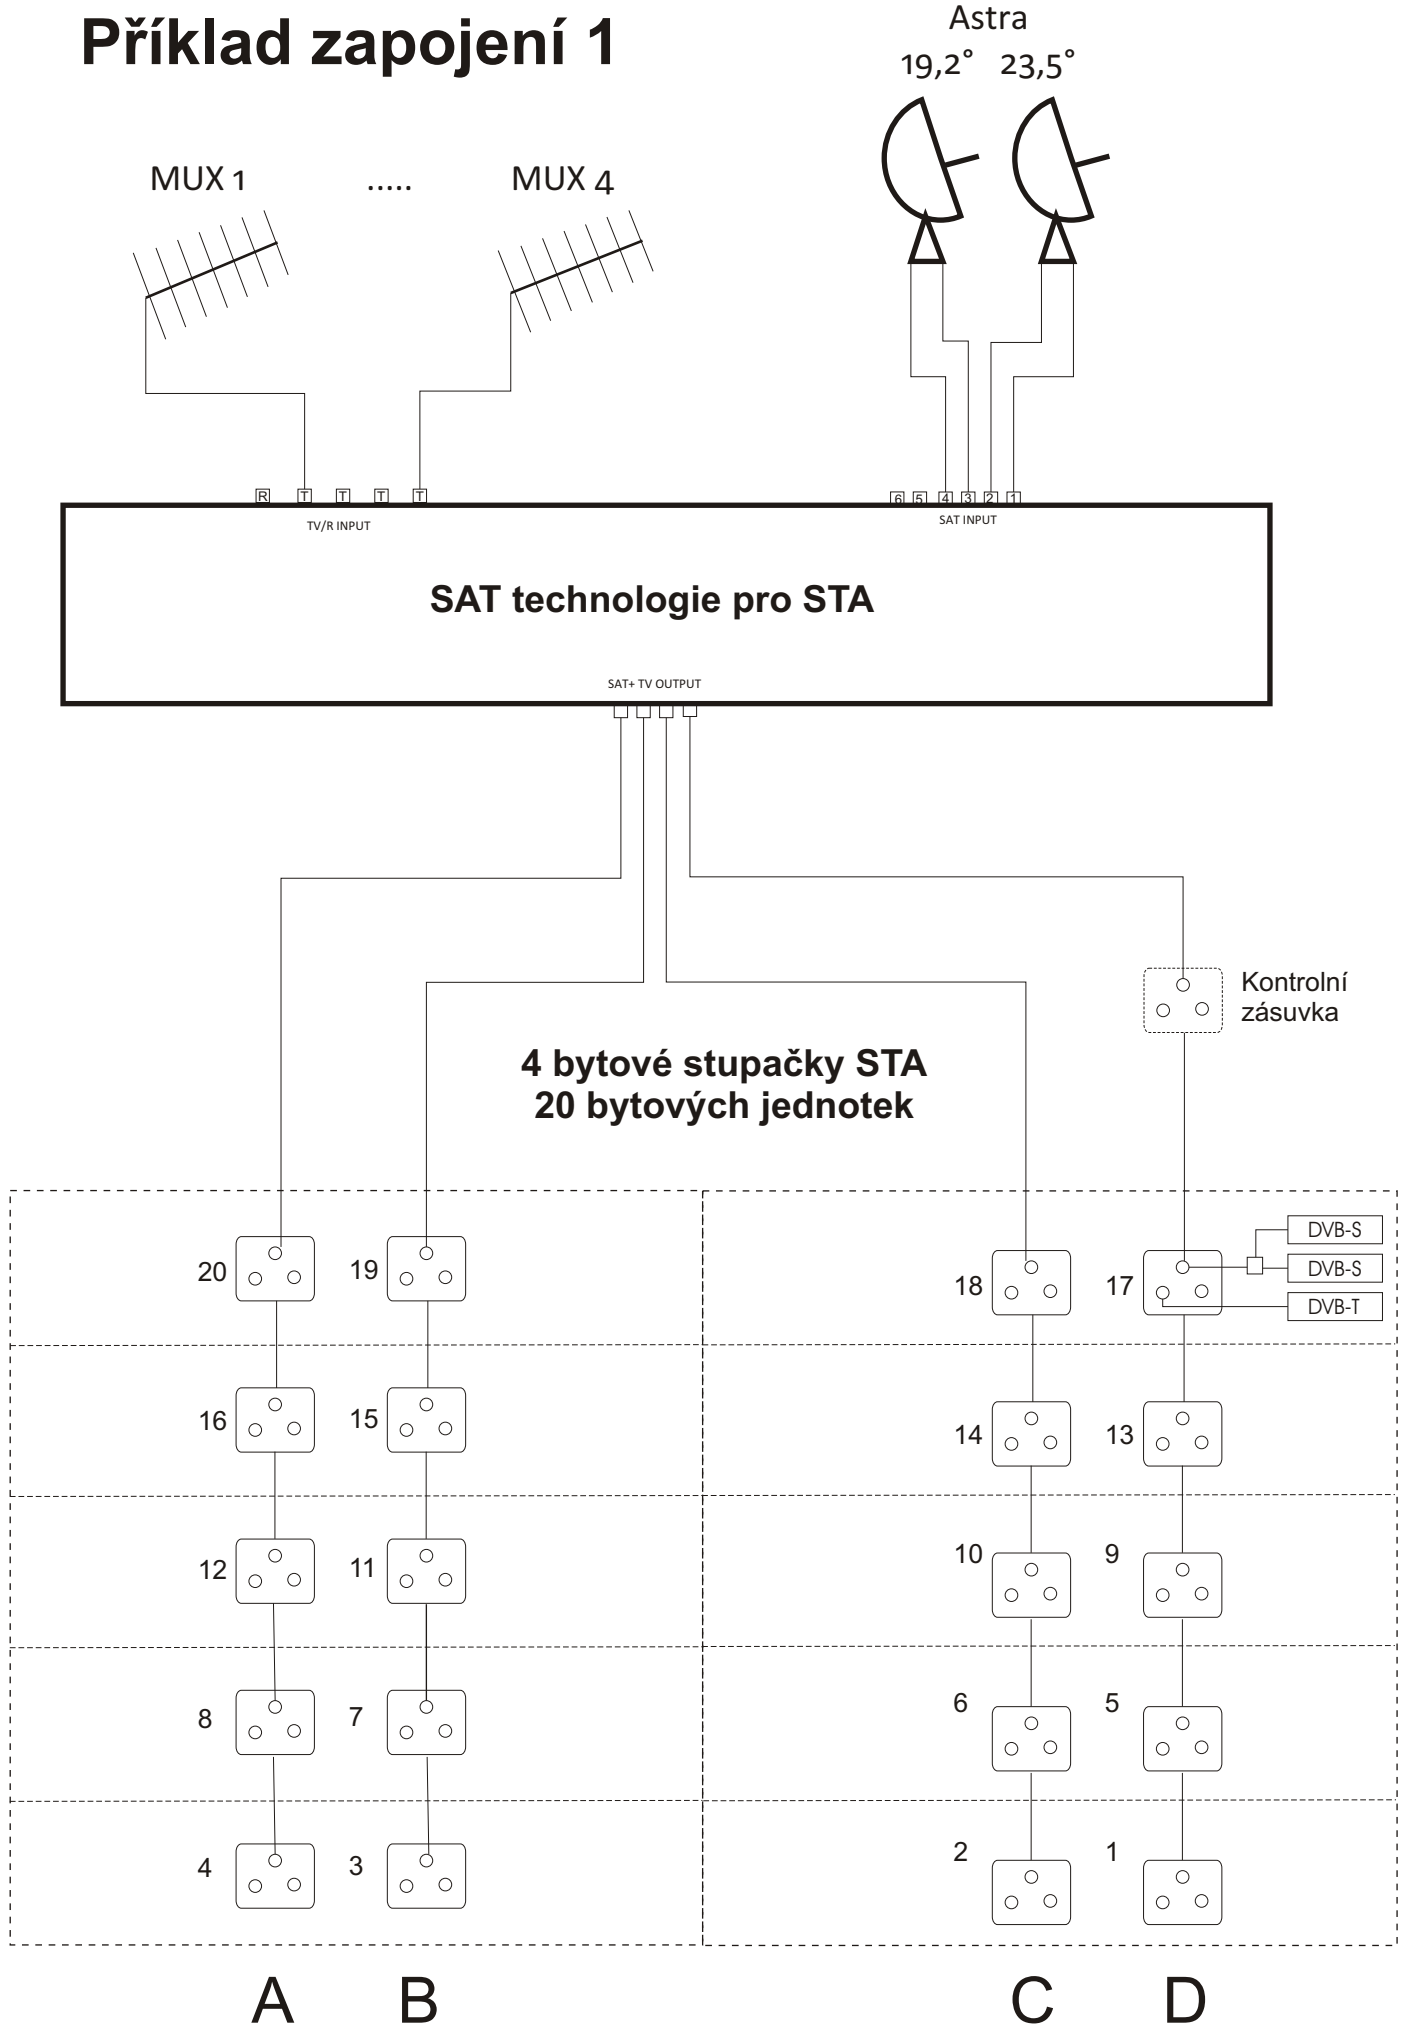 Příklad zapojení 1
Astra
19,2° 23,5°
MUX 1 ..... MUX 4
R T T T T
6 5 4 3 2 1
TV/R INPUT
SAT INPUT
SAT technologie pro STA
SAT+ TV OUTPUT
Kontrolní
zásuvka
4 bytové stupačky STA
20 bytových jednotek
DVB-S
20 19 18 17
DVB-S
DVB-T
16 15 14 13
12 11 10 9
8 7 6 5
4 3 2 1
A B C D